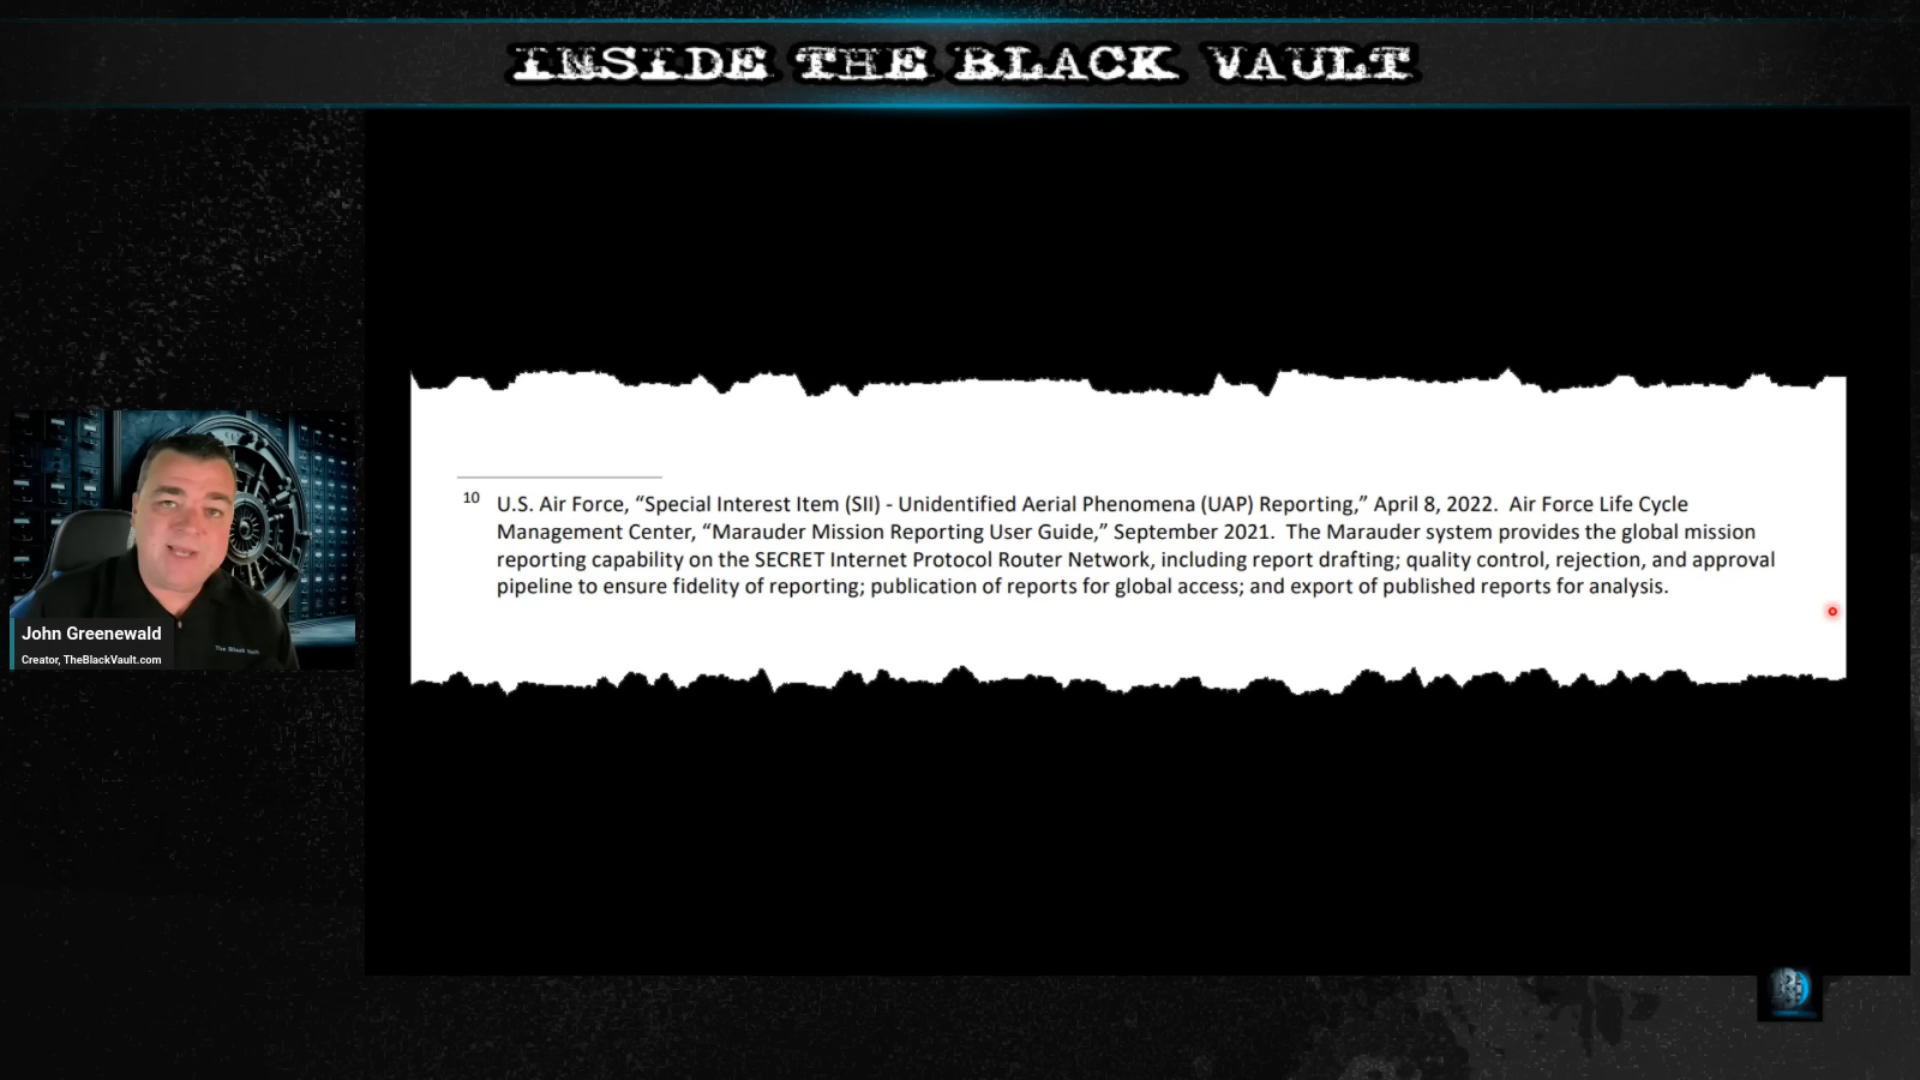 INSIDE THE BLACK VAULT
10 U.S. Air Force, “Special Interest Item (SII) - Unidentified Aerial Phenomena (UAP) Reporting,” April 8, 2022.  Air Force Life Cycle
Management Center, “Marauder Mission Reporting User Guide,” September 2021.  The Marauder system provides the global mission
reporting capability on the SECRET Internet Protocol Router Network, including report drafting; quality control, rejection, and approval
pipeline to ensure fidelity of reporting; publication of reports for global access; and export of published reports for analysis.
The Black Vault
John Greenewald
Creator, TheBlackVault.com